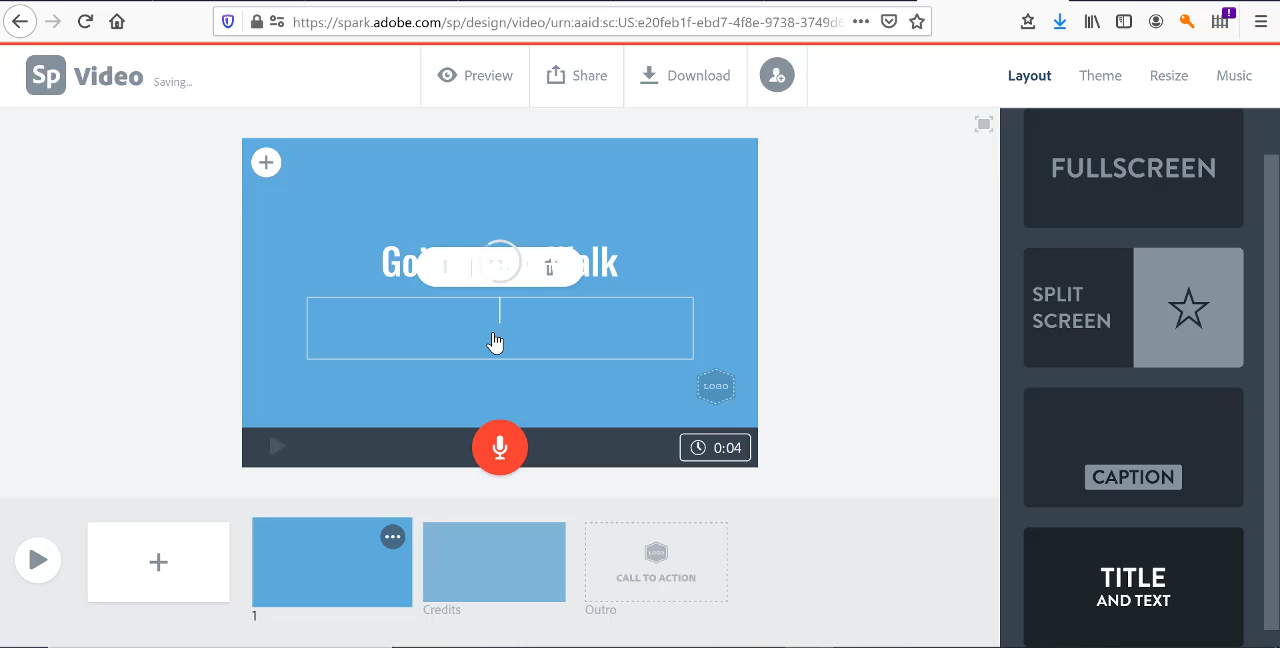 https://spark.adobe.com/sp/design/video/urn:aaid:sc:US:e20feb1f-ebd7-4f8e-9738-3749d6
Sp Video Saving...
Preview
Share
Download
Layout Theme Resize Music
FULLSCREEN
SPLIT
SCREEN
CAPTION
TITLE
AND TEXT
LOGO
0:04
1
Credits
LOGO
CALL TO ACTION
Outro